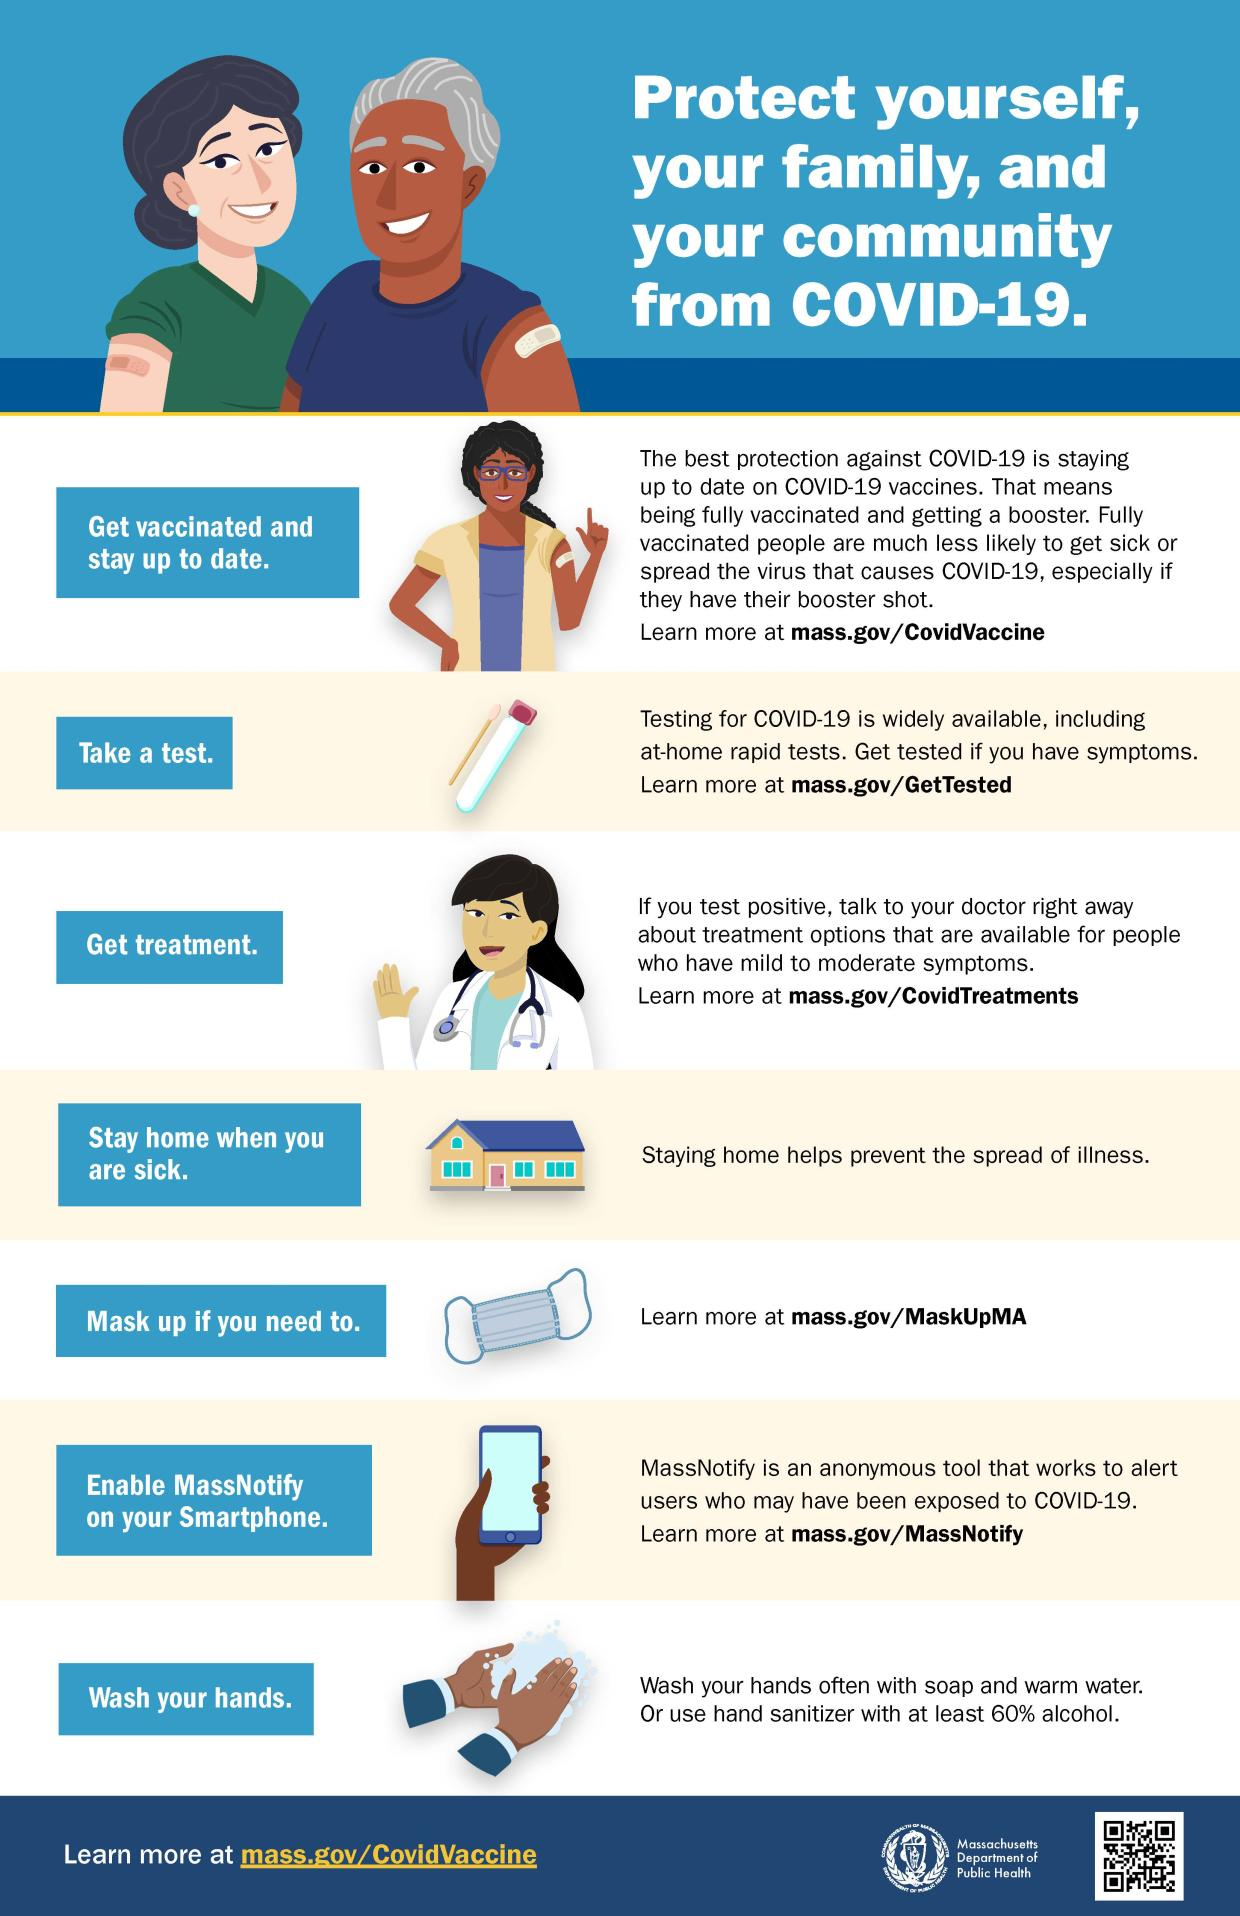 Protect yourself,
your family, and
your community
from COVID-19.
Get vaccinated and
stay up to date.
The best protection against COVID-19 is staying
up to date on COVID-19 vaccines. That means
being fully vaccinated and getting a booster. Fully
vaccinated people are much less likely to get sick or
spread the virus that causes COVID-19, especially if
they have their booster shot.
Learn more at mass.gov/CovidVaccine
Take a test.
Testing for COVID-19 is widely available, including
at-home rapid tests. Get tested if you have symptoms.
Learn more at mass.gov/GetTested
Get treatment.
If you test positive, talk to your doctor right away
about treatment options that are available for people
who have mild to moderate symptoms.
Learn more at mass.gov/CovidTreatments
Stay home when you
are sick.
Staying home helps prevent the spread of illness.
Mask up if you need to.
Learn more at mass.gov/MaskUpMA
Enable MassNotify
on your Smartphone.
MassNotify is an anonymous tool that works to alert
users who may have been exposed to COVID-19.
Learn more at mass.gov/MassNotify
Wash your hands.
Wash your hands often with soap and warm water.
Or use hand sanitizer with at least 60% alcohol.
Learn more at mass.gov/CovidVaccine
COMMONWEALTH OF MASSACHUSETTS
DEPARTMENT OF PUBLIC HEALTH
Massachusetts
Department of
Public Health